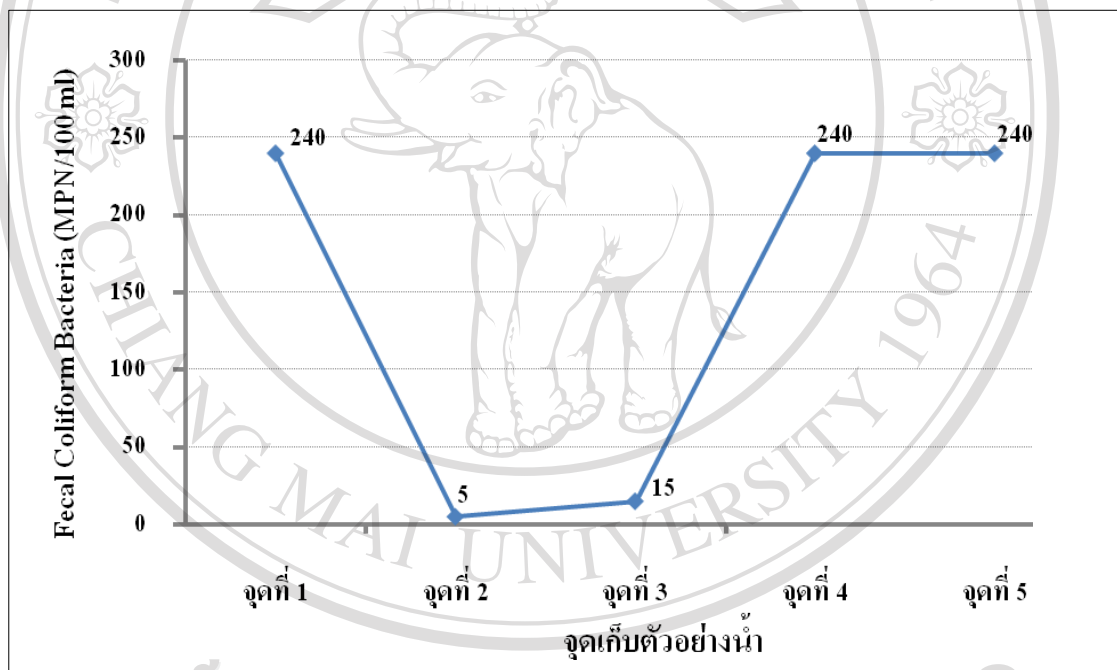 Fecal Coliform Bacteria (MPN/100 ml)
300
250
200
150
100
50
0
240
5
15
240
240
จุดที่ 1
จุดที่ 2
จุดที่ 3
จุดที่ 4
จุดที่ 5
จุดเก็บตัวอย่างน้ำ
CHIANG MAI UNIVERSITY 1964